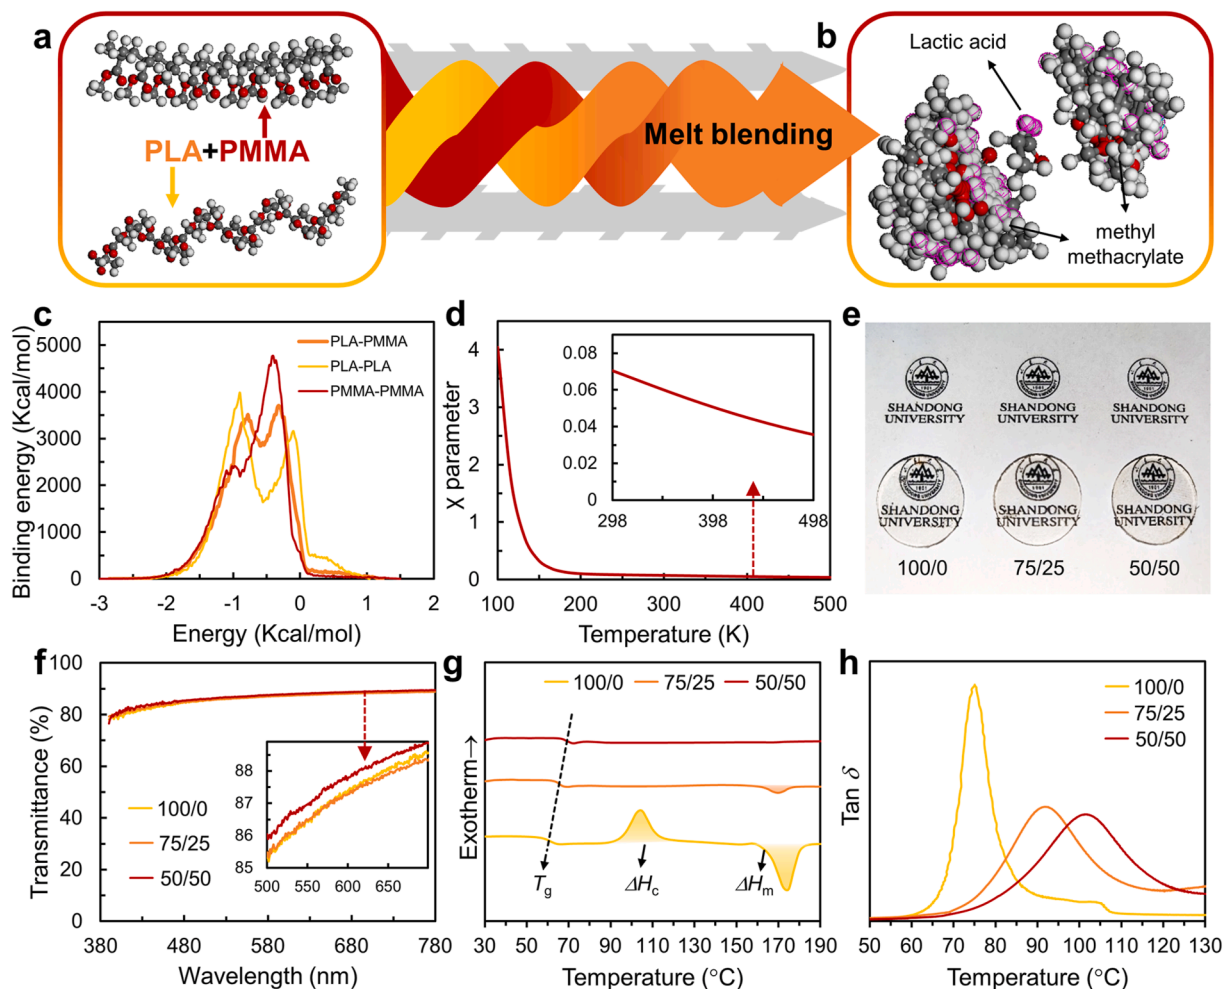 a
PLA+PMMA
Melt blending
b
Lactic acid
methyl
methacrylate
c
Binding energy (Kcal/mol)
5000
4000
3000
2000
1000
0
PLA-PMMA
PLA-PLA
PMMA-PMMA
-3
-2
-1
0
1
2
Energy (Kcal/mol)
d
X parameter
4
3
2
1
0
0.08
0.06
0.04
0.02
0
298
398
498
100
200
300
400
500
Temperature (K)
e
SHANDONG
UNIVERSITY
SHANDONG
UNIVERSITY
SHANDONG
UNIVERSITY
SHANDONG
UNIVERSITY
SHANDONG
UNIVERSITY
SHANDONG
UNIVERSITY
100/0
75/25
50/50
f
Transmittance (%)
100
80
60
40
20
0
100/0
75/25
50/50
88
87
86
85
500
550
600
650
380
480
580
680
780
Wavelength (nm)
g
100/0
75/25
50/50
Exotherm→
Tg
ΔHc
ΔHm
30
50
70
90
110
130
150
170
190
Temperature (°C)
h
100/0
75/25
50/50
Tan δ
50
60
70
80
90
100
110
120
130
Temperature (°C)